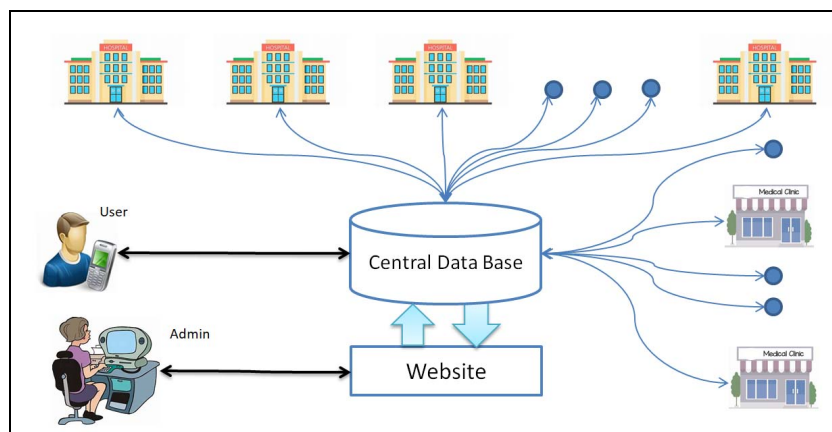 HOSPITAL
HOSPITAL
HOSPITAL
HOSPITAL
User
Medical Clinic
Central Data Base
Admin
Website
Medical Clinic